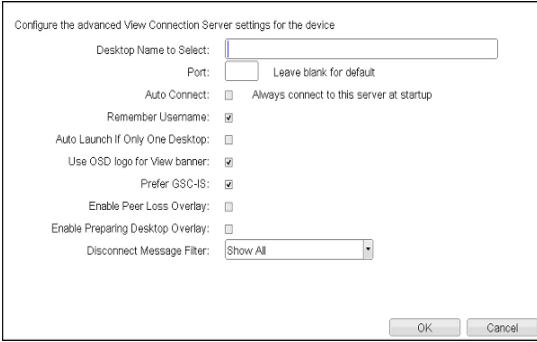 Configure the advanced View Connection Server settings for the device
Desktop Name to Select:
Port: Leave blank for default
Auto Connect: Always connect to this server at startup
Remember Username:
Auto Launch If Only One Desktop:
Use OSD logo for View banner:
Prefer GSC-IS:
Enable Peer Loss Overlay:
Enable Preparing Desktop Overlay:
Disconnect Message Filter: Show All
OK Cancel